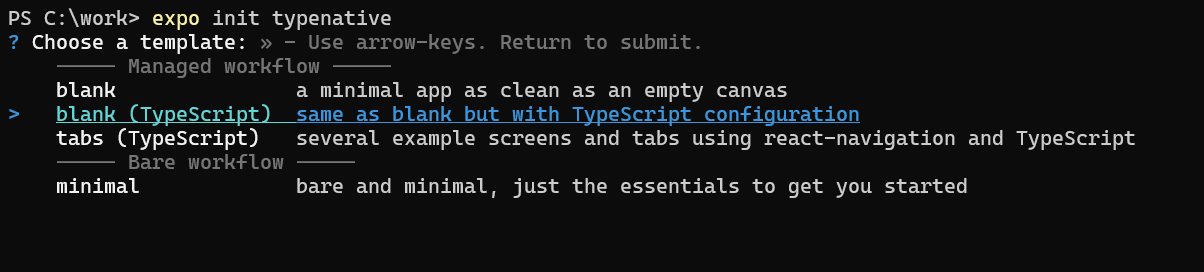 PS C:\work> expo init typenative
? Choose a template: » - Use arrow-keys. Return to submit.
————— Managed workflow —————
blank a minimal app as clean as an empty canvas
> blank (TypeScript) same as blank but with TypeScript configuration
tabs (TypeScript) several example screens and tabs using react-navigation and TypeScript
————— Bare workflow —————
minimal bare and minimal, just the essentials to get you started